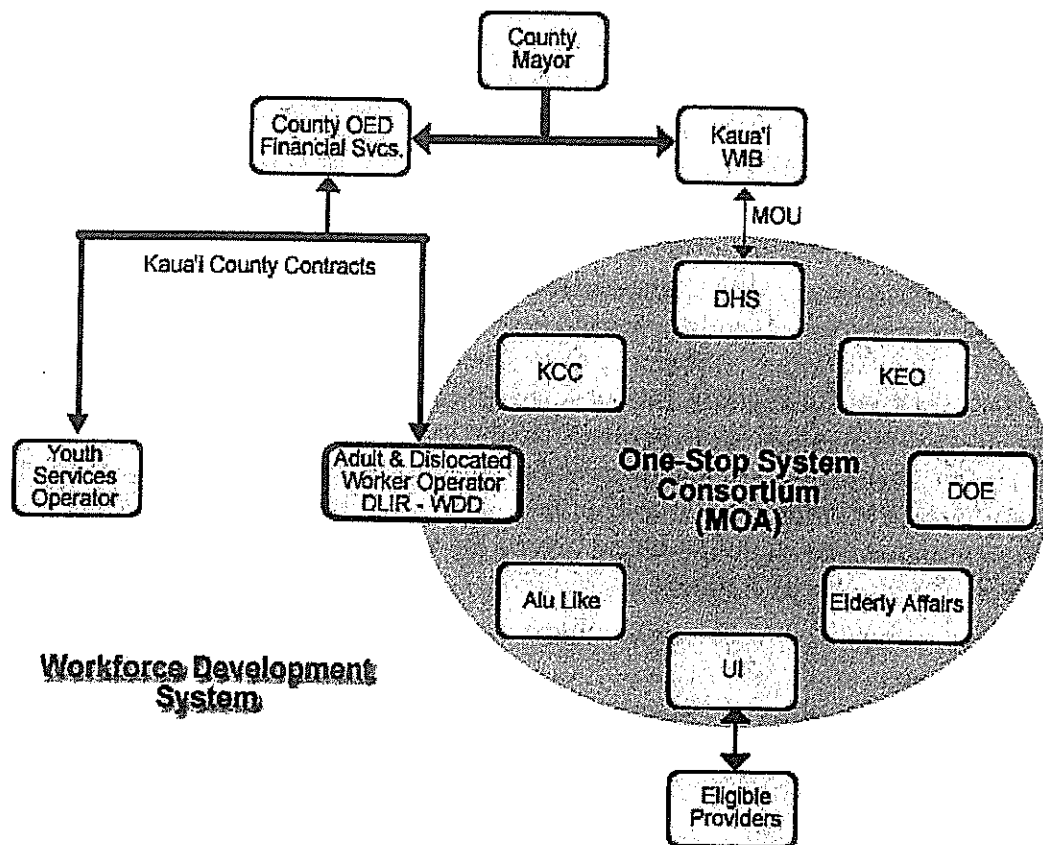 County
Mayor
County OED
Financial Svcs.
Kaua'i
WIB
MOU
Kaua'i County Contracts
DHS
KCC
KEO
Youth
Services
Operator
Adult & Dislocated
Worker Operator
DLIR - WDD
One-Stop System
Consortium
(MOA)
DOE
Alu Like
Elderly Affairs
UI
Workforce Development
System
Eligible
Providers